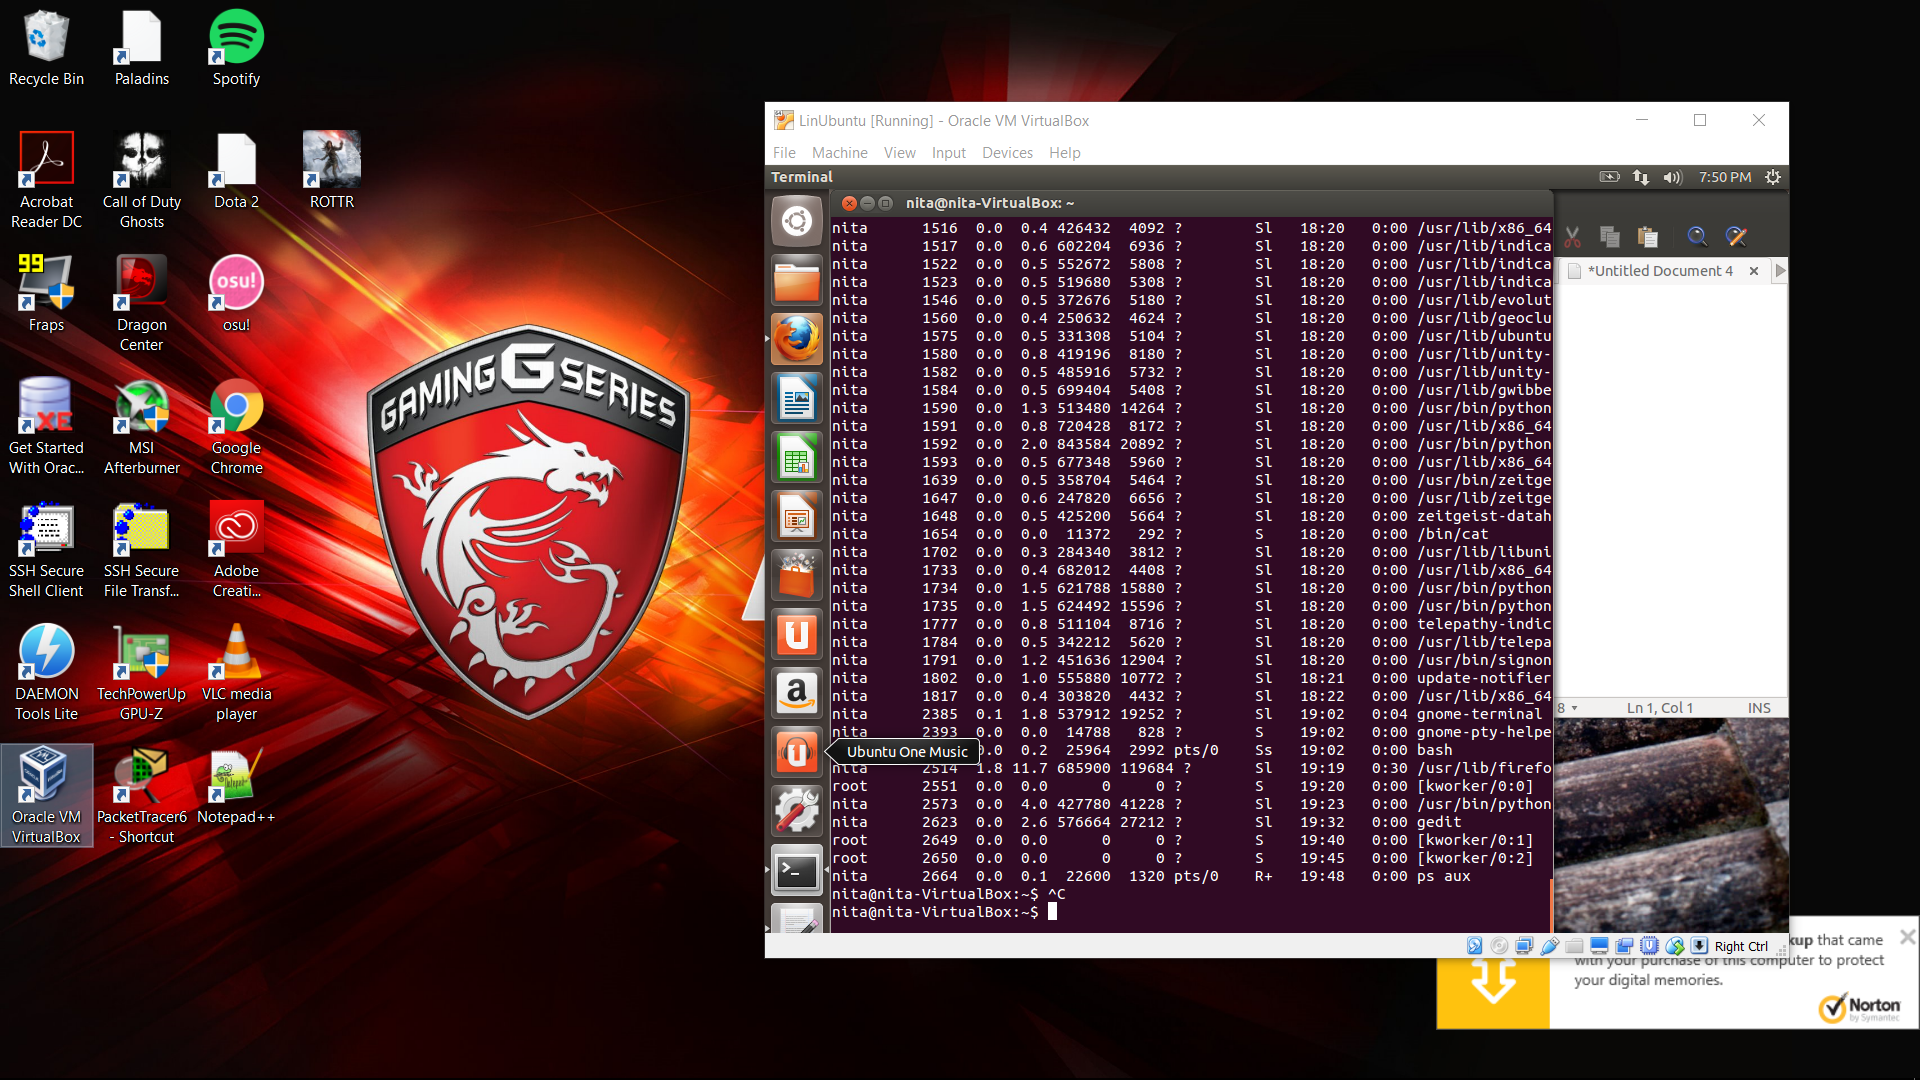 Recycle Bin
Paladins
Spotify
Acrobat
Reader DC
Call of Duty
Ghosts
Dota 2
ROTTR
99
Fraps
Dragon
Center
osu!
osu!
XE
Get Started
With Orac...
MSI
Afterburner
Google
Chrome
SSH Secure
Shell Client
SSH Secure
File Transf...
Adobe
Creati...
DAEMON
Tools Lite
TechPowerUp
GPU-Z
VLC media
player
Oracle VM
VirtualBox
PacketTracer6
- Shortcut
Notepad++
GAMING G SERIES
LinUbuntu [Running] - Oracle VM VirtualBox
File Machine View Input Devices Help
Terminal
7:50 PM
nita@nita-VirtualBox: ~
nita 1516 0.0 0.4 426432 4092 ? Sl 18:20 0:00 /usr/lib/x86_64
nita 1517 0.0 0.6 602204 6936 ? Sl 18:20 0:00 /usr/lib/indica
nita 1522 0.0 0.5 552672 5808 ? Sl 18:20 0:00 /usr/lib/indica
nita 1523 0.0 0.5 519680 5308 ? Sl 18:20 0:00 /usr/lib/indica
nita 1546 0.0 0.5 372676 5180 ? Sl 18:20 0:00 /usr/lib/evolut
nita 1560 0.0 0.4 250632 4624 ? Sl 18:20 0:00 /usr/lib/geoclu
nita 1575 0.0 0.5 331308 5104 ? Sl 18:20 0:00 /usr/lib/ubuntu
nita 1580 0.0 0.8 419196 8180 ? Sl 18:20 0:00 /usr/lib/unity-
nita 1582 0.0 0.5 485916 5732 ? Sl 18:20 0:00 /usr/lib/unity-
nita 1584 0.0 0.5 699404 5408 ? Sl 18:20 0:00 /usr/lib/gwibbe
nita 1590 0.0 1.3 513480 14264 ? Sl 18:20 0:00 /usr/bin/python
nita 1591 0.0 0.8 720428 8172 ? Sl 18:20 0:00 /usr/lib/x86_64
nita 1592 0.0 2.0 843584 20892 ? Sl 18:20 0:00 /usr/bin/python
nita 1593 0.0 0.5 677348 5960 ? Sl 18:20 0:00 /usr/lib/x86_64
nita 1639 0.0 0.5 358704 5464 ? Sl 18:20 0:00 /usr/bin/zeitge
nita 1647 0.0 0.6 247820 6656 ? Sl 18:20 0:00 /usr/lib/zeitge
nita 1648 0.0 0.5 425200 5664 ? Sl 18:20 0:00 zeitgeist-datah
nita 1654 0.0 0.0 11372 292 ? S 18:20 0:00 /bin/cat
nita 1702 0.0 0.3 284340 3812 ? Sl 18:20 0:00 /usr/lib/libuni
nita 1733 0.0 0.4 682012 4408 ? Sl 18:20 0:00 /usr/lib/x86_64
nita 1734 0.0 1.5 621788 15880 ? Sl 18:20 0:00 /usr/bin/python
nita 1735 0.0 1.5 624492 15596 ? Sl 18:20 0:00 /usr/bin/python
nita 1777 0.0 0.8 511104 8716 ? Sl 18:20 0:00 telepathy-indic
nita 1784 0.0 0.5 342212 5620 ? Sl 18:20 0:00 /usr/lib/telepa
nita 1791 0.0 1.2 451636 12904 ? Sl 18:20 0:00 /usr/bin/signon
nita 1802 0.0 1.0 555880 10772 ? Sl 18:21 0:00 update-notifier
nita 1817 0.0 0.4 303820 4432 ? Sl 18:22 0:00 /usr/lib/x86_64
nita 2385 0.1 1.8 537912 19252 ? Sl 19:02 0:04 gnome-terminal
nita 2393 0.0 0.0 14788 828 ? S 19:02 0:00 gnome-pty-helpe
Ubuntu One Music
0.0 0.2 25964 2992 pts/0 Ss 19:02 0:00 bash
nita 2514 1.8 11.7 685900 119684 ? Sl 19:19 0:30 /usr/lib/firefo
root 2551 0.0 0.0 0 0 ? S 19:20 0:00 [kworker/0:0]
nita 2573 0.0 4.0 427780 41228 ? Sl 19:23 0:00 /usr/bin/python
nita 2623 0.0 2.6 576664 27212 ? Sl 19:32 0:00 gedit
root 2649 0.0 0.0 0 0 ? S 19:40 0:00 [kworker/0:1]
root 2650 0.0 0.0 0 0 ? S 19:45 0:00 [kworker/0:2]
nita 2664 0.0 0.1 22600 1320 pts/0 R+ 19:48 0:00 ps aux
nita@nita-VirtualBox:~$ ^C
nita@nita-VirtualBox:~$
*Untitled Document 4
8 Ln 1, Col 1 INS
Right Ctrl
kup that came
with your purchase of this computer to protect
your digital memories.
Norton
by Symantec